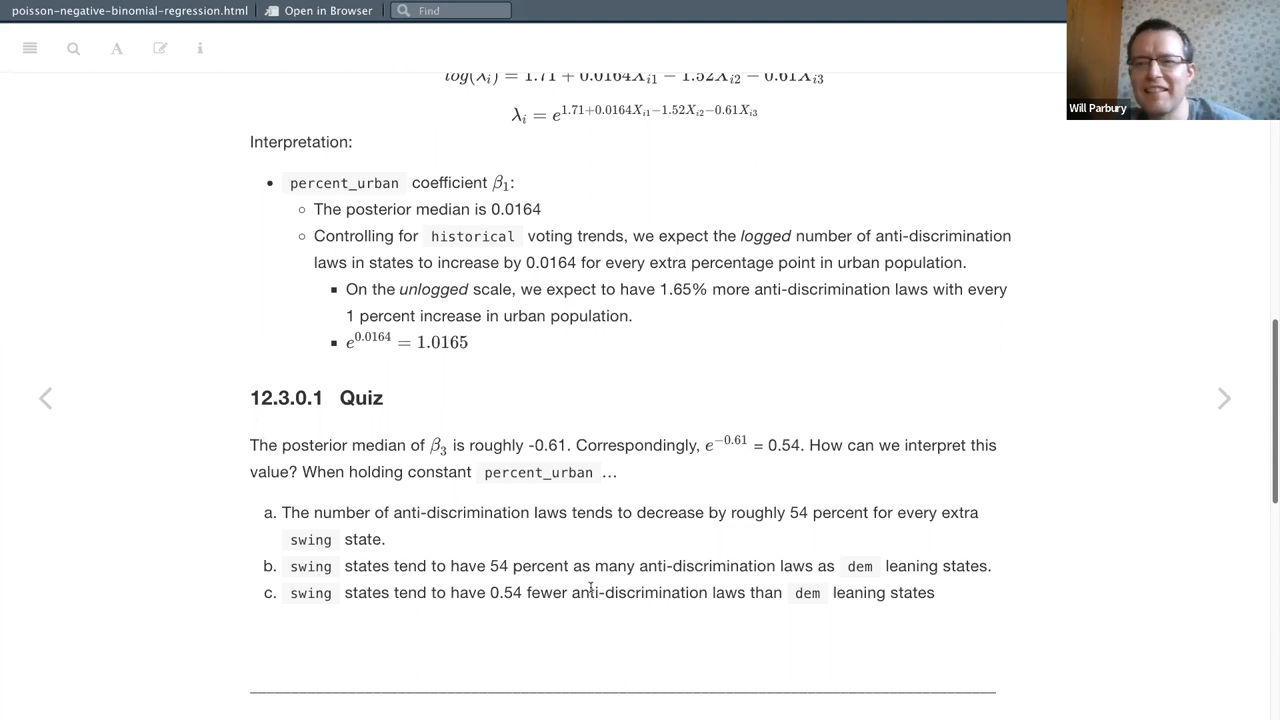 poisson-negative-binomial-regression.html Open in Browser Find
Will Parbury
log(λᵢ) = 1.71 + 0.0164Xᵢ₁ − 1.52Xᵢ₂ − 0.61Xᵢ₃
λᵢ = e^{1.71+0.0164Xᵢ₁−1.52Xᵢ₂−0.61Xᵢ₃}
Interpretation:
• percent_urban coefficient β₁:
○ The posterior median is 0.0164
○ Controlling for historical voting trends, we expect the logged number of anti-discrimination
laws in states to increase by 0.0164 for every extra percentage point in urban population.
▪ On the unlogged scale, we expect to have 1.65% more anti-discrimination laws with every
1 percent increase in urban population.
▪ e^{0.0164} = 1.0165
12.3.0.1 Quiz
The posterior median of β₃ is roughly -0.61. Correspondingly, e^{−0.61} = 0.54. How can we interpret this
value? When holding constant percent_urban …
a. The number of anti-discrimination laws tends to decrease by roughly 54 percent for every extra
swing state.
b. swing states tend to have 54 percent as many anti-discrimination laws as dem leaning states.
c. swing states tend to have 0.54 fewer anti-discrimination laws than dem leaning states